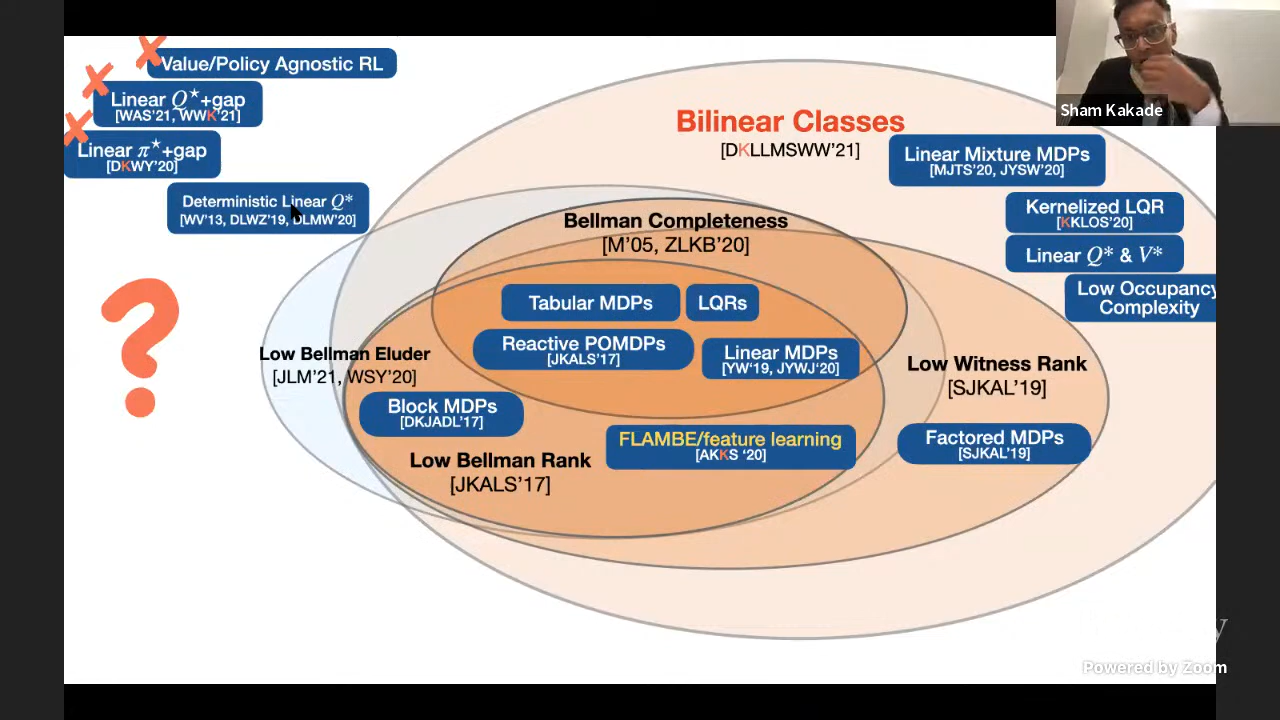 Value/Policy Agnostic RL
Linear Q*+gap
[WAS'21, WWK'21]
Linear π*+gap
[DKWY'20]
Deterministic Linear Q*
[WV'13, DLWZ'19, DLMW'20]
?
Bilinear Classes
[DKLLMSWW'21]
Sham Kakade
Linear Mixture MDPs
[MJTS'20, JYSW'20]
Kernelized LQR
[KKLOS'20]
Linear Q* & V*
Low Occupancy
Complexity
Bellman Completeness
[M'05, ZLKB'20]
Tabular MDPs
LQRs
Reactive POMDPs
[JKALS'17]
Linear MDPs
[YW'19, JYWJ'20]
Low Bellman Eluder
[JLM'21, WSY'20]
Low Witness Rank
[SJKAL'19]
Block MDPs
[DKJADL'17]
FLAMBE/feature learning
[AKKS '20]
Factored MDPs
[SJKAL'19]
Low Bellman Rank
[JKALS'17]
Powered by Zoom